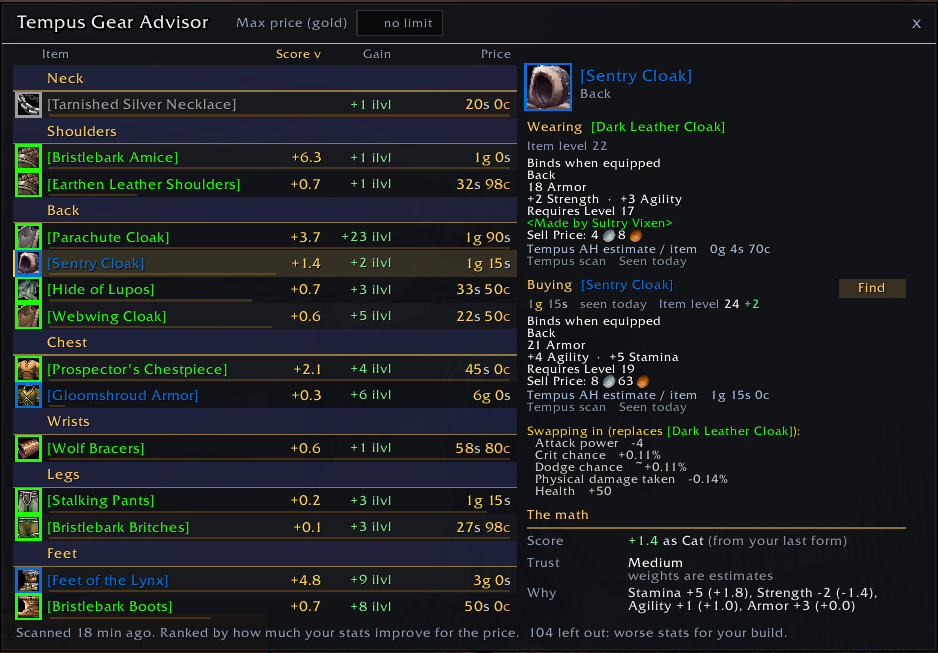 Tempus Gear Advisor Max price (gold) no limit x
Item Score v Gain Price
Neck
[Tarnished Silver Necklace] +1 ilvl 20s 0c
Shoulders
[Bristlebark Amice] +6.3 +1 ilvl 1g 0s
[Earthen Leather Shoulders] +0.7 +1 ilvl 32s 98c
Back
[Parachute Cloak] +3.7 +23 ilvl 1g 90s
[Sentry Cloak] +1.4 +2 ilvl 1g 15s
[Hide of Lupos] +0.7 +3 ilvl 33s 50c
[Webwing Cloak] +0.6 +5 ilvl 22s 50c
Chest
[Prospector's Chestpiece] +2.1 +4 ilvl 45s 0c
[Gloomshroud Armor] +0.3 +6 ilvl 6g 0s
Wrists
[Wolf Bracers] +0.6 +1 ilvl 58s 80c
Legs
[Stalking Pants] +0.2 +3 ilvl 1g 15s
[Bristlebark Britches] +0.1 +3 ilvl 27s 98c
Feet
[Feet of the Lynx] +4.8 +9 ilvl 3g 0s
[Bristlebark Boots] +0.7 +8 ilvl 50s 0c
[Sentry Cloak]
Back
Wearing [Dark Leather Cloak]
Item level 22
Binds when equipped
Back
18 Armor
+2 Strength · +3 Agility
Requires Level 17
<Made by Sultry Vixen>
Sell Price: 4 8
Tempus AH estimate / item 0g 4s 70c
Tempus scan Seen today
Buying [Sentry Cloak] Find
1g 15s seen today Item level 24 +2
Binds when equipped
Back
21 Armor
+4 Agility · +5 Stamina
Requires Level 19
Sell Price: 8 63
Tempus AH estimate / item 1g 15s 0c
Tempus scan Seen today
Swapping in (replaces [Dark Leather Cloak]):
Attack power -4
Crit chance +0.11%
Dodge chance ~+0.11%
Physical damage taken -0.14%
Health +50
The math
Score +1.4 as Cat (from your last form)
Trust Medium
weights are estimates
Why Stamina +5 (+1.8), Strength -2 (-1.4),
Agility +1 (+1.0), Armor +3 (+0.0)
Scanned 18 min ago. Ranked by how much your stats improve for the price. 104 left out: worse stats for your build.